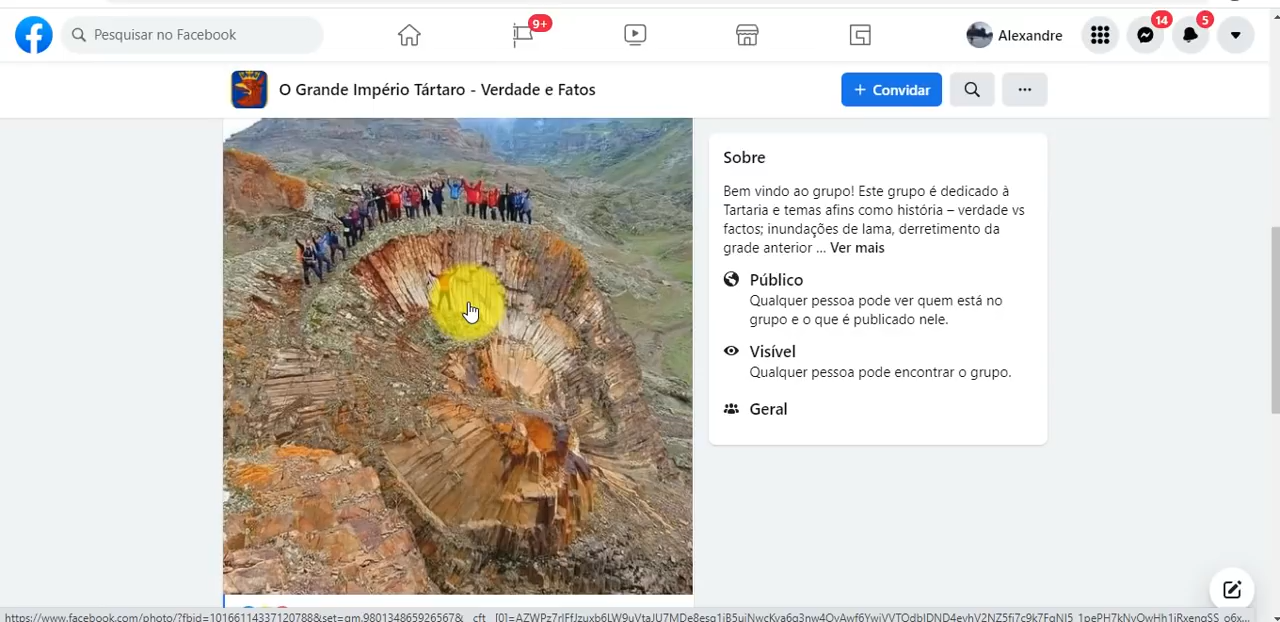 Pesquisar no Facebook
9+
Alexandre
14
5
O Grande Império Tártaro - Verdade e Fatos
+ Convidar
Sobre
Bem vindo ao grupo! Este grupo é dedicado à
Tartaria e temas afins como história – verdade vs
factos; inundações de lama, derretimento da
grade anterior ... Ver mais
Público
Qualquer pessoa pode ver quem está no
grupo e o que é publicado nele.
Visível
Qualquer pessoa pode encontrar o grupo.
Geral